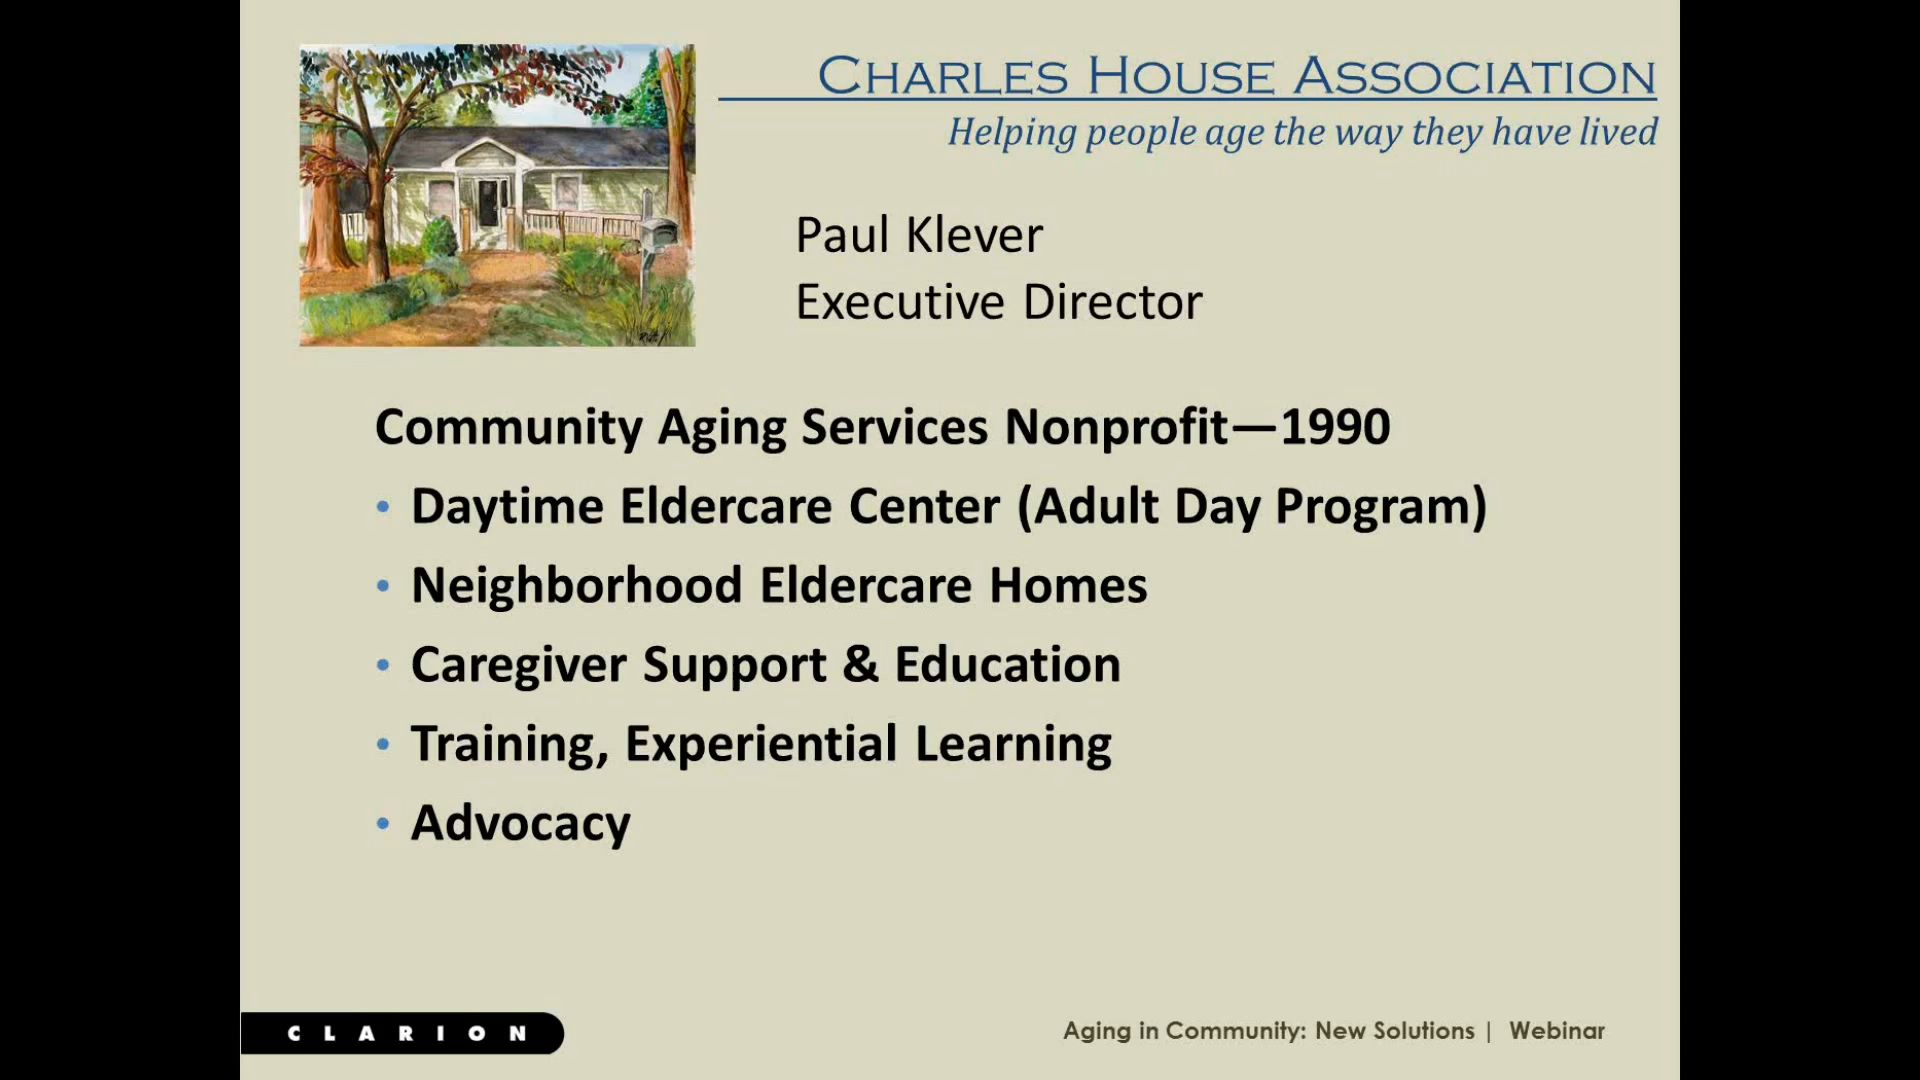 CHARLES HOUSE ASSOCIATION
Helping people age the way they have lived
Paul Klever
Executive Director
Community Aging Services Nonprofit—1990
• Daytime Eldercare Center (Adult Day Program)
• Neighborhood Eldercare Homes
• Caregiver Support & Education
• Training, Experiential Learning
• Advocacy
CLARION
Aging in Community: New Solutions | Webinar